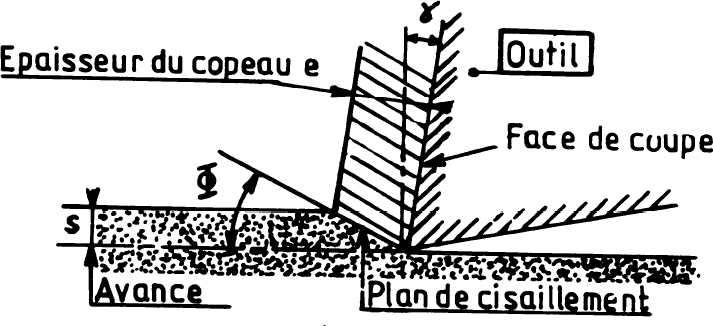 γ
Outil
Epaisseur du copeau e
Face de coupe
Φ
s
Avance
Plan de cisaillement